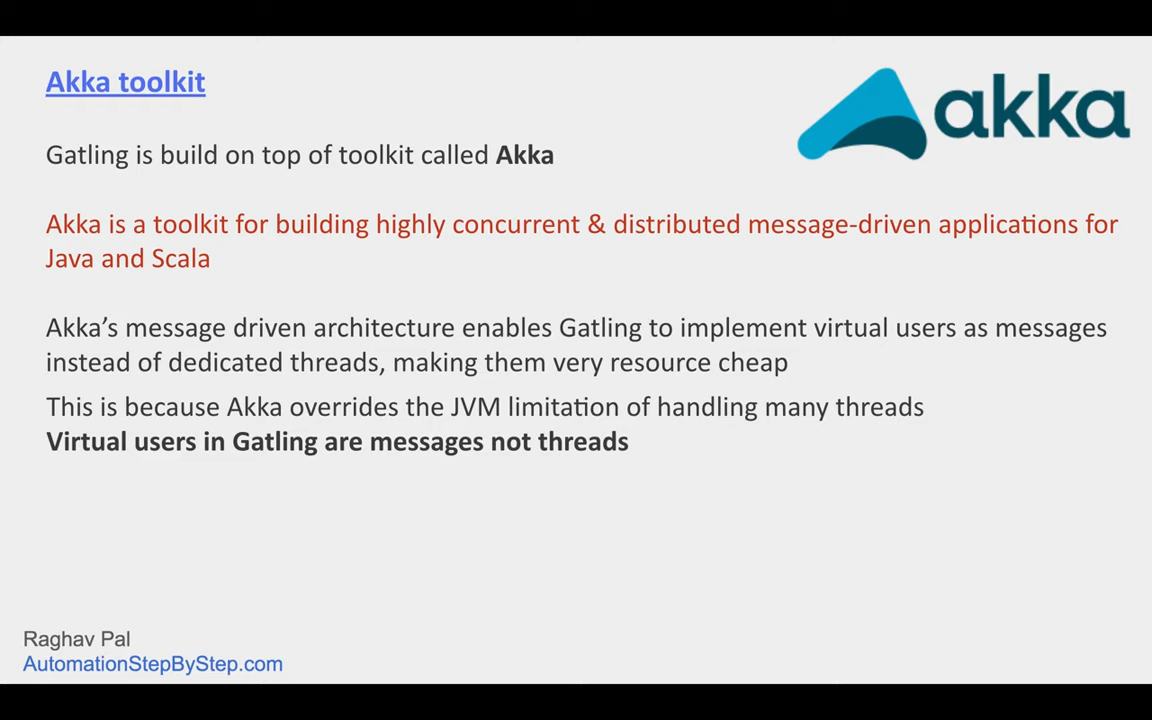 Akka toolkit
akka
Gatling is build on top of toolkit called Akka
Akka is a toolkit for building highly concurrent & distributed message-driven applications for
Java and Scala
Akka’s message driven architecture enables Gatling to implement virtual users as messages
instead of dedicated threads, making them very resource cheap
This is because Akka overrides the JVM limitation of handling many threads
Virtual users in Gatling are messages not threads
Raghav Pal
AutomationStepByStep.com